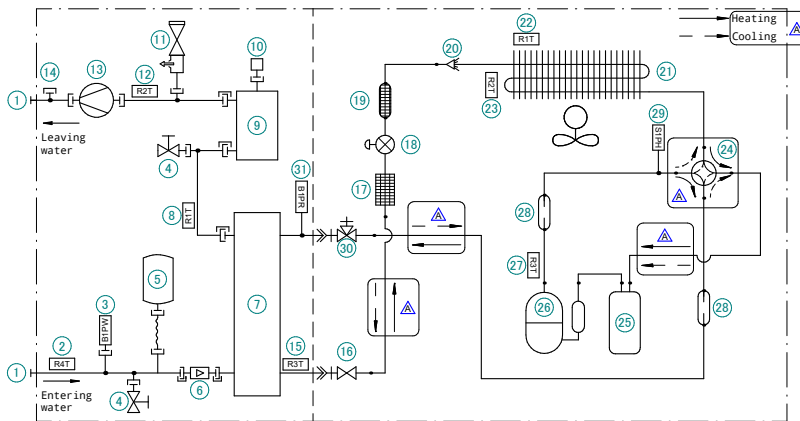 22
R1T
Heating
Cooling
A
11
10
20
14
13
12
R2T
21
R2T
23
19
1
9
29
Leaving
water
S1PH
24
18
4
31
17
A
B1PR
A
8
R1T
28
A
30
27
R3T
5
3
7
A
26
25
28
B1PW
2
R4T
15
R3T
16
1
6
Entering
water
4